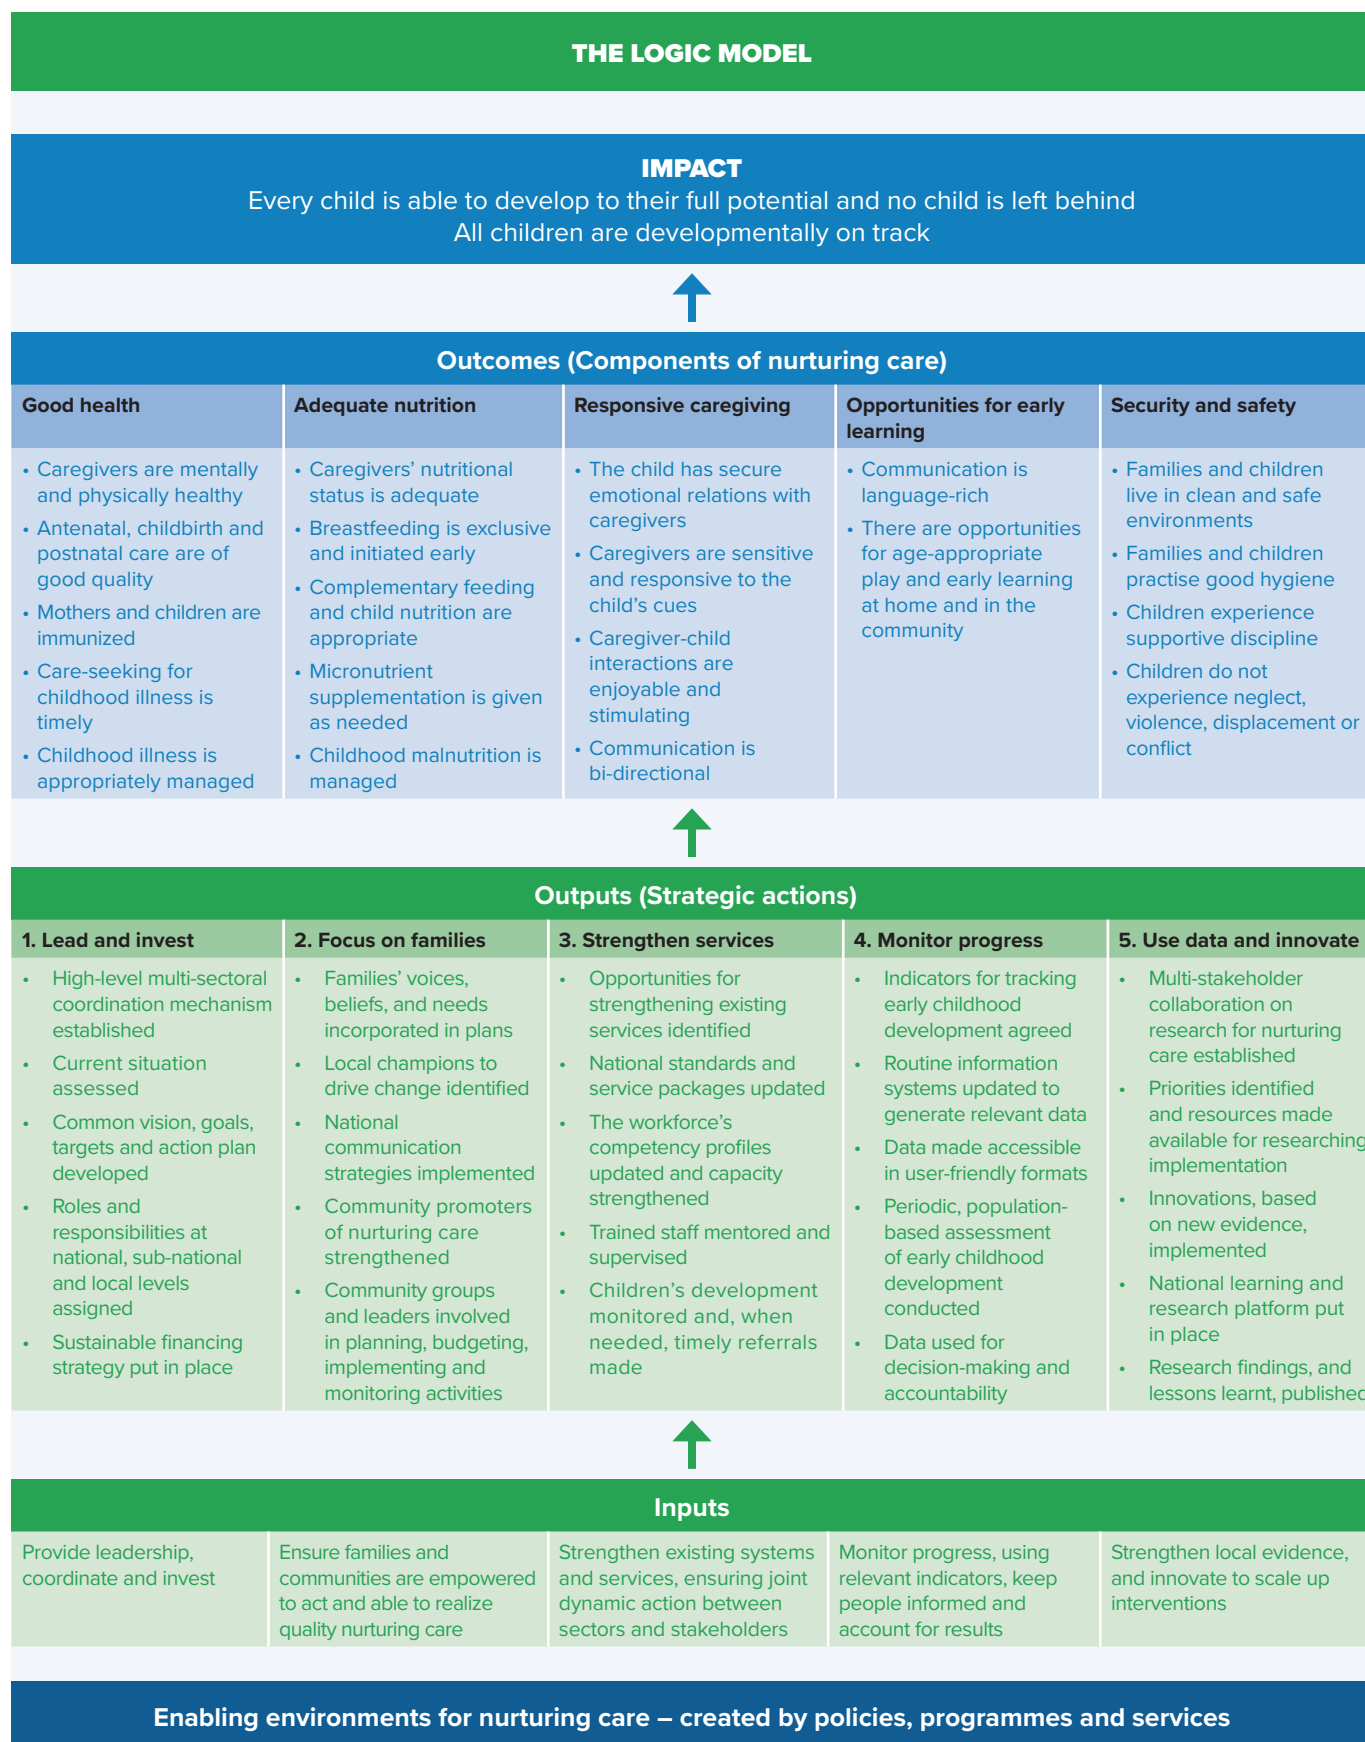 THE LOGIC MODEL
IMPACT
Every child is able to develop to their full potential and no child is left behind
All children are developmentally on track
Outcomes (Components of nurturing care)
Good health
• Caregivers are mentally
and physically healthy
• Antenatal, childbirth and
postnatal care are of
good quality
• Mothers and children are
immunized
• Care-seeking for
childhood illness is
timely
• Childhood illness is
appropriately managed
Adequate nutrition
• Caregivers’ nutritional
status is adequate
• Breastfeeding is exclusive
and initiated early
• Complementary feeding
and child nutrition are
appropriate
• Micronutrient
supplementation is given
as needed
• Childhood malnutrition is
managed
Responsive caregiving
• The child has secure
emotional relations with
caregivers
• Caregivers are sensitive
and responsive to the
child’s cues
• Caregiver-child
interactions are
enjoyable and
stimulating
• Communication is
bi-directional
Opportunities for early
learning
• Communication is
language-rich
• There are opportunities
for age-appropriate
play and early learning
at home and in the
community
Security and safety
• Families and children
live in clean and safe
environments
• Families and children
practise good hygiene
• Children experience
supportive discipline
• Children do not
experience neglect,
violence, displacement or
conflict
Outputs (Strategic actions)
1. Lead and invest
• High-level multi-sectoral
coordination mechanism
established
• Current situation
assessed
• Common vision, goals,
targets and action plan
developed
• Roles and
responsibilities at
national, sub-national
and local levels
assigned
• Sustainable financing
strategy put in place
2. Focus on families
• Families’ voices,
beliefs, and needs
incorporated in plans
• Local champions to
drive change identified
• National
communication
strategies implemented
• Community promoters
of nurturing care
strengthened
• Community groups
and leaders involved
in planning, budgeting,
implementing and
monitoring activities
3. Strengthen services
• Opportunities for
strengthening existing
services identified
• National standards and
service packages updated
• The workforce’s
competency profiles
updated and capacity
strengthened
• Trained staff mentored and
supervised
• Children’s development
monitored and, when
needed, timely referrals
made
4. Monitor progress
• Indicators for tracking
early childhood
development agreed
• Routine information
systems updated to
generate relevant data
• Data made accessible
in user-friendly formats
• Periodic, population-
based assessment
of early childhood
development
conducted
• Data used for
decision-making and
accountability
5. Use data and innovate
• Multi-stakeholder
collaboration on
research for nurturing
care established
• Priorities identified
and resources made
available for researching
implementation
• Innovations, based
on new evidence,
implemented
• National learning and
research platform put
in place
• Research findings, and
lessons learnt, published
Inputs
Provide leadership,
coordinate and invest
Ensure families and
communities are empowered
to act and able to realize
quality nurturing care
Strengthen existing systems
and services, ensuring joint
dynamic action between
sectors and stakeholders
Monitor progress, using
relevant indicators, keep
people informed and
account for results
Strengthen local evidence,
and innovate to scale up
interventions
Enabling environments for nurturing care – created by policies, programmes and services